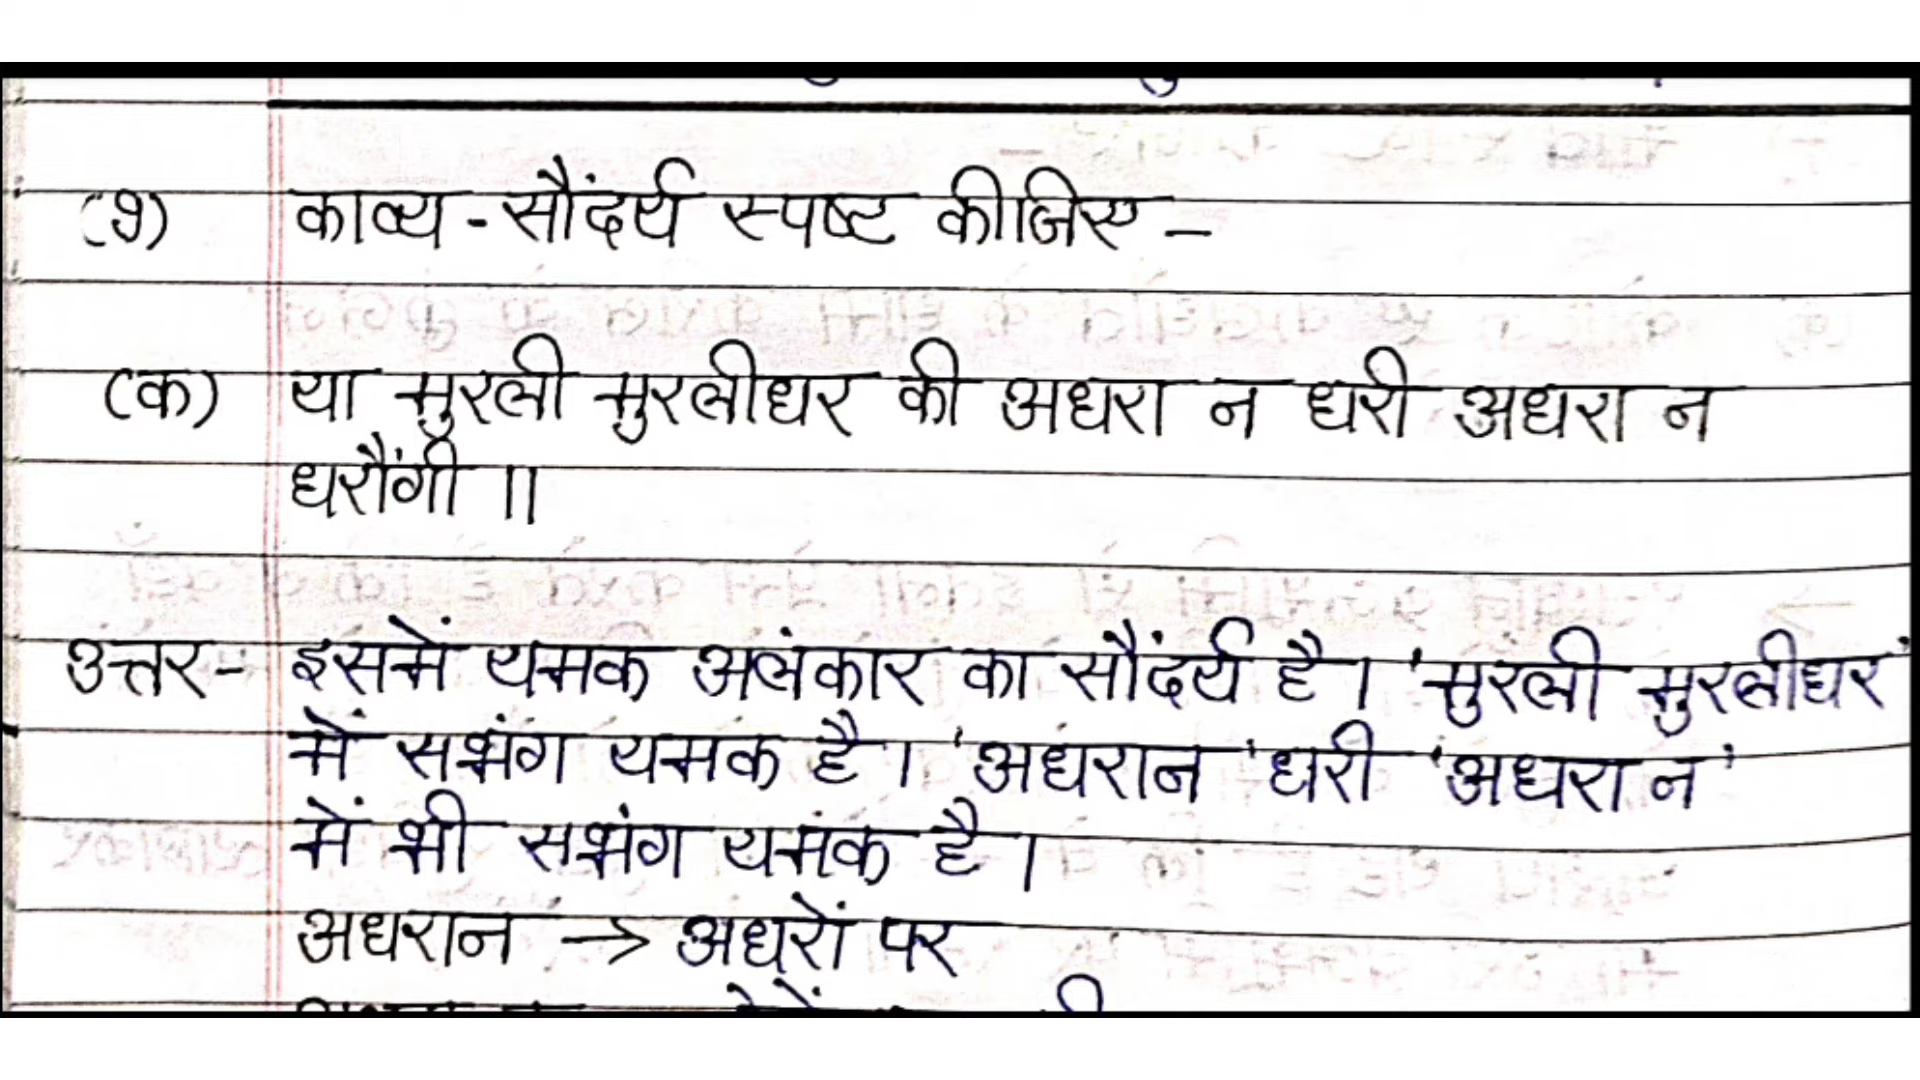 (9) काव्य - सौंदर्य स्पष्ट कीजिए -
(क) या मुरली मुरलीधर की अधरा न धरी अधरा न
धरौंगी ॥
उत्तर - इसमें यमक अलंकार का सौंदर्य है। 'मुरली मुरलीधर'
में सभंग यमक है। 'अधरान' धरी 'अधरा न'
में भी सभंग यमक है।
अधरान → अधरों पर